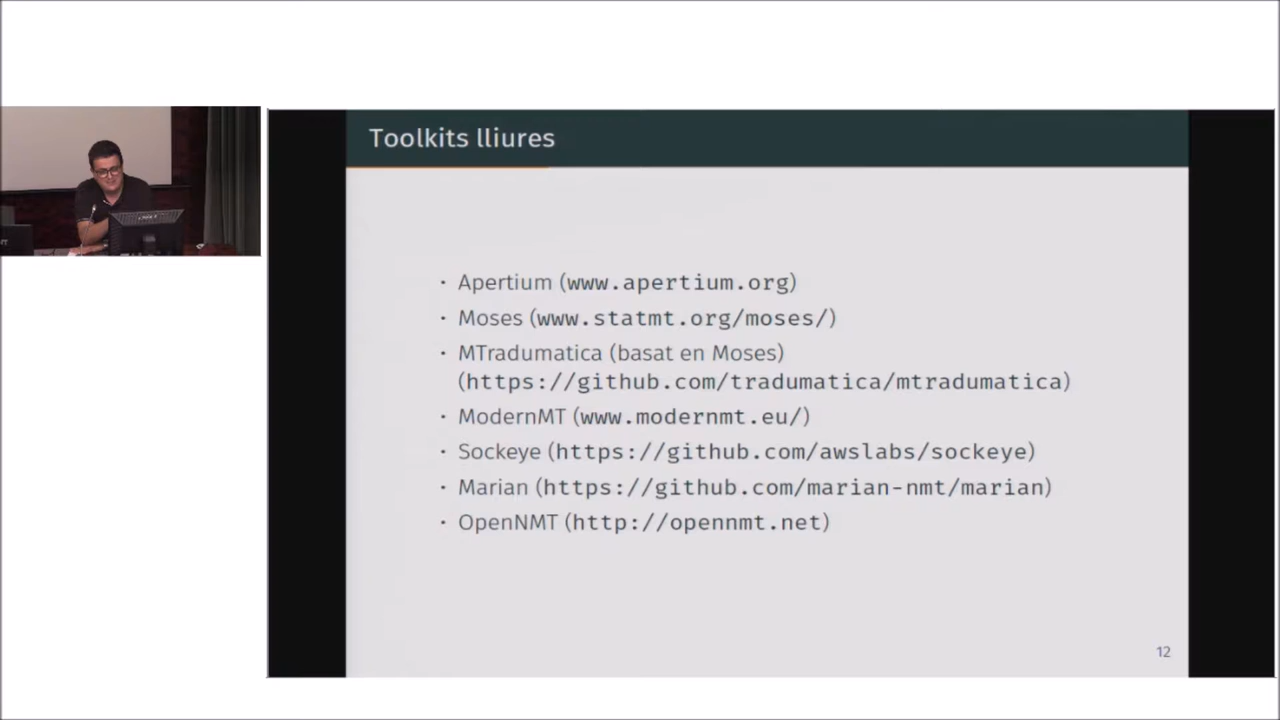 Toolkits lliures
· Apertium (www.apertium.org)
· Moses (www.statmt.org/moses/)
· MTradumatica (basat en Moses)
(https://github.com/tradumatica/mtradumatica)
· ModernMT (www.modernmt.eu/)
· Sockeye (https://github.com/awslabs/sockeye)
· Marian (https://github.com/marian-nmt/marian)
· OpenNMT (http://opennmt.net)
12